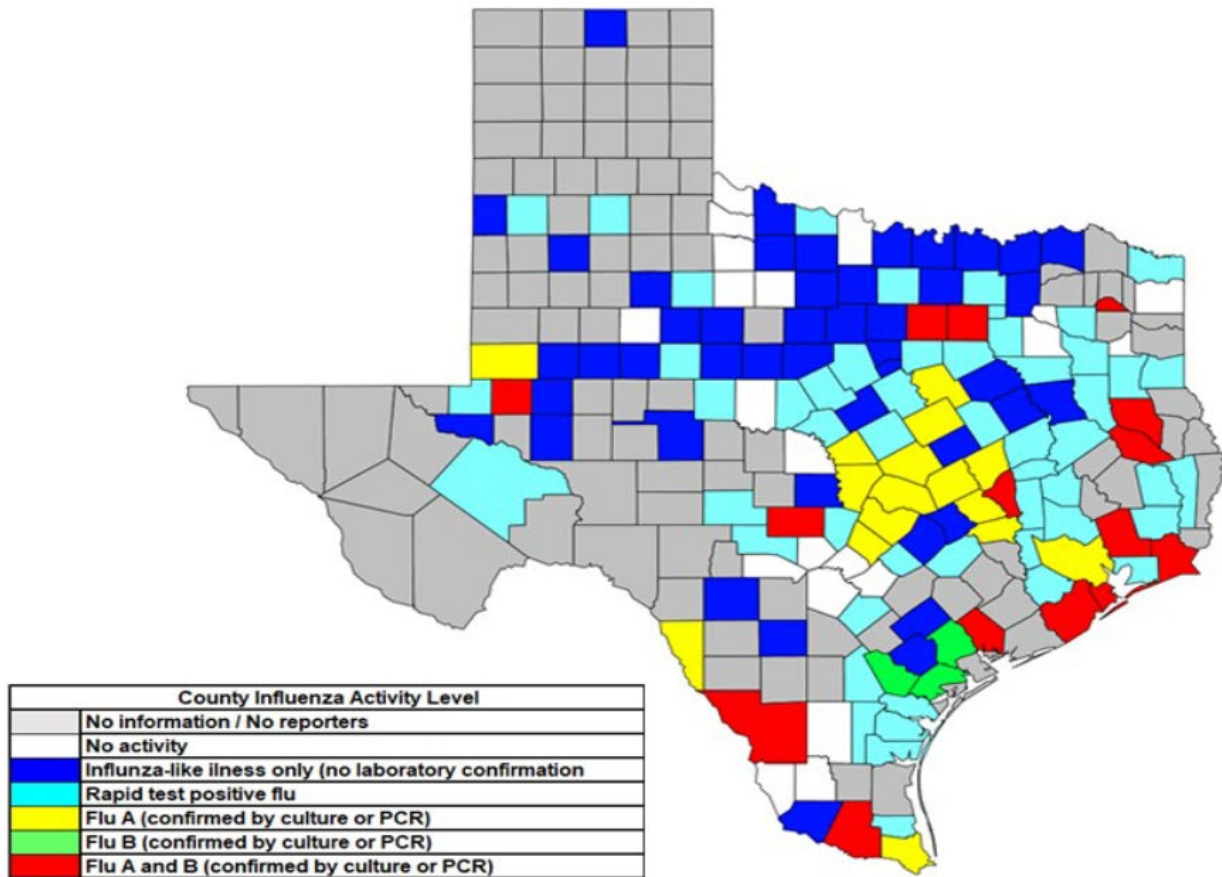 County Influenza Activity Level
No information / No reporters
No activity
Influnza-like ilness only (no laboratory confirmation
Rapid test positive flu
Flu A (confirmed by culture or PCR)
Flu B (confirmed by culture or PCR)
Flu A and B (confirmed by culture or PCR)